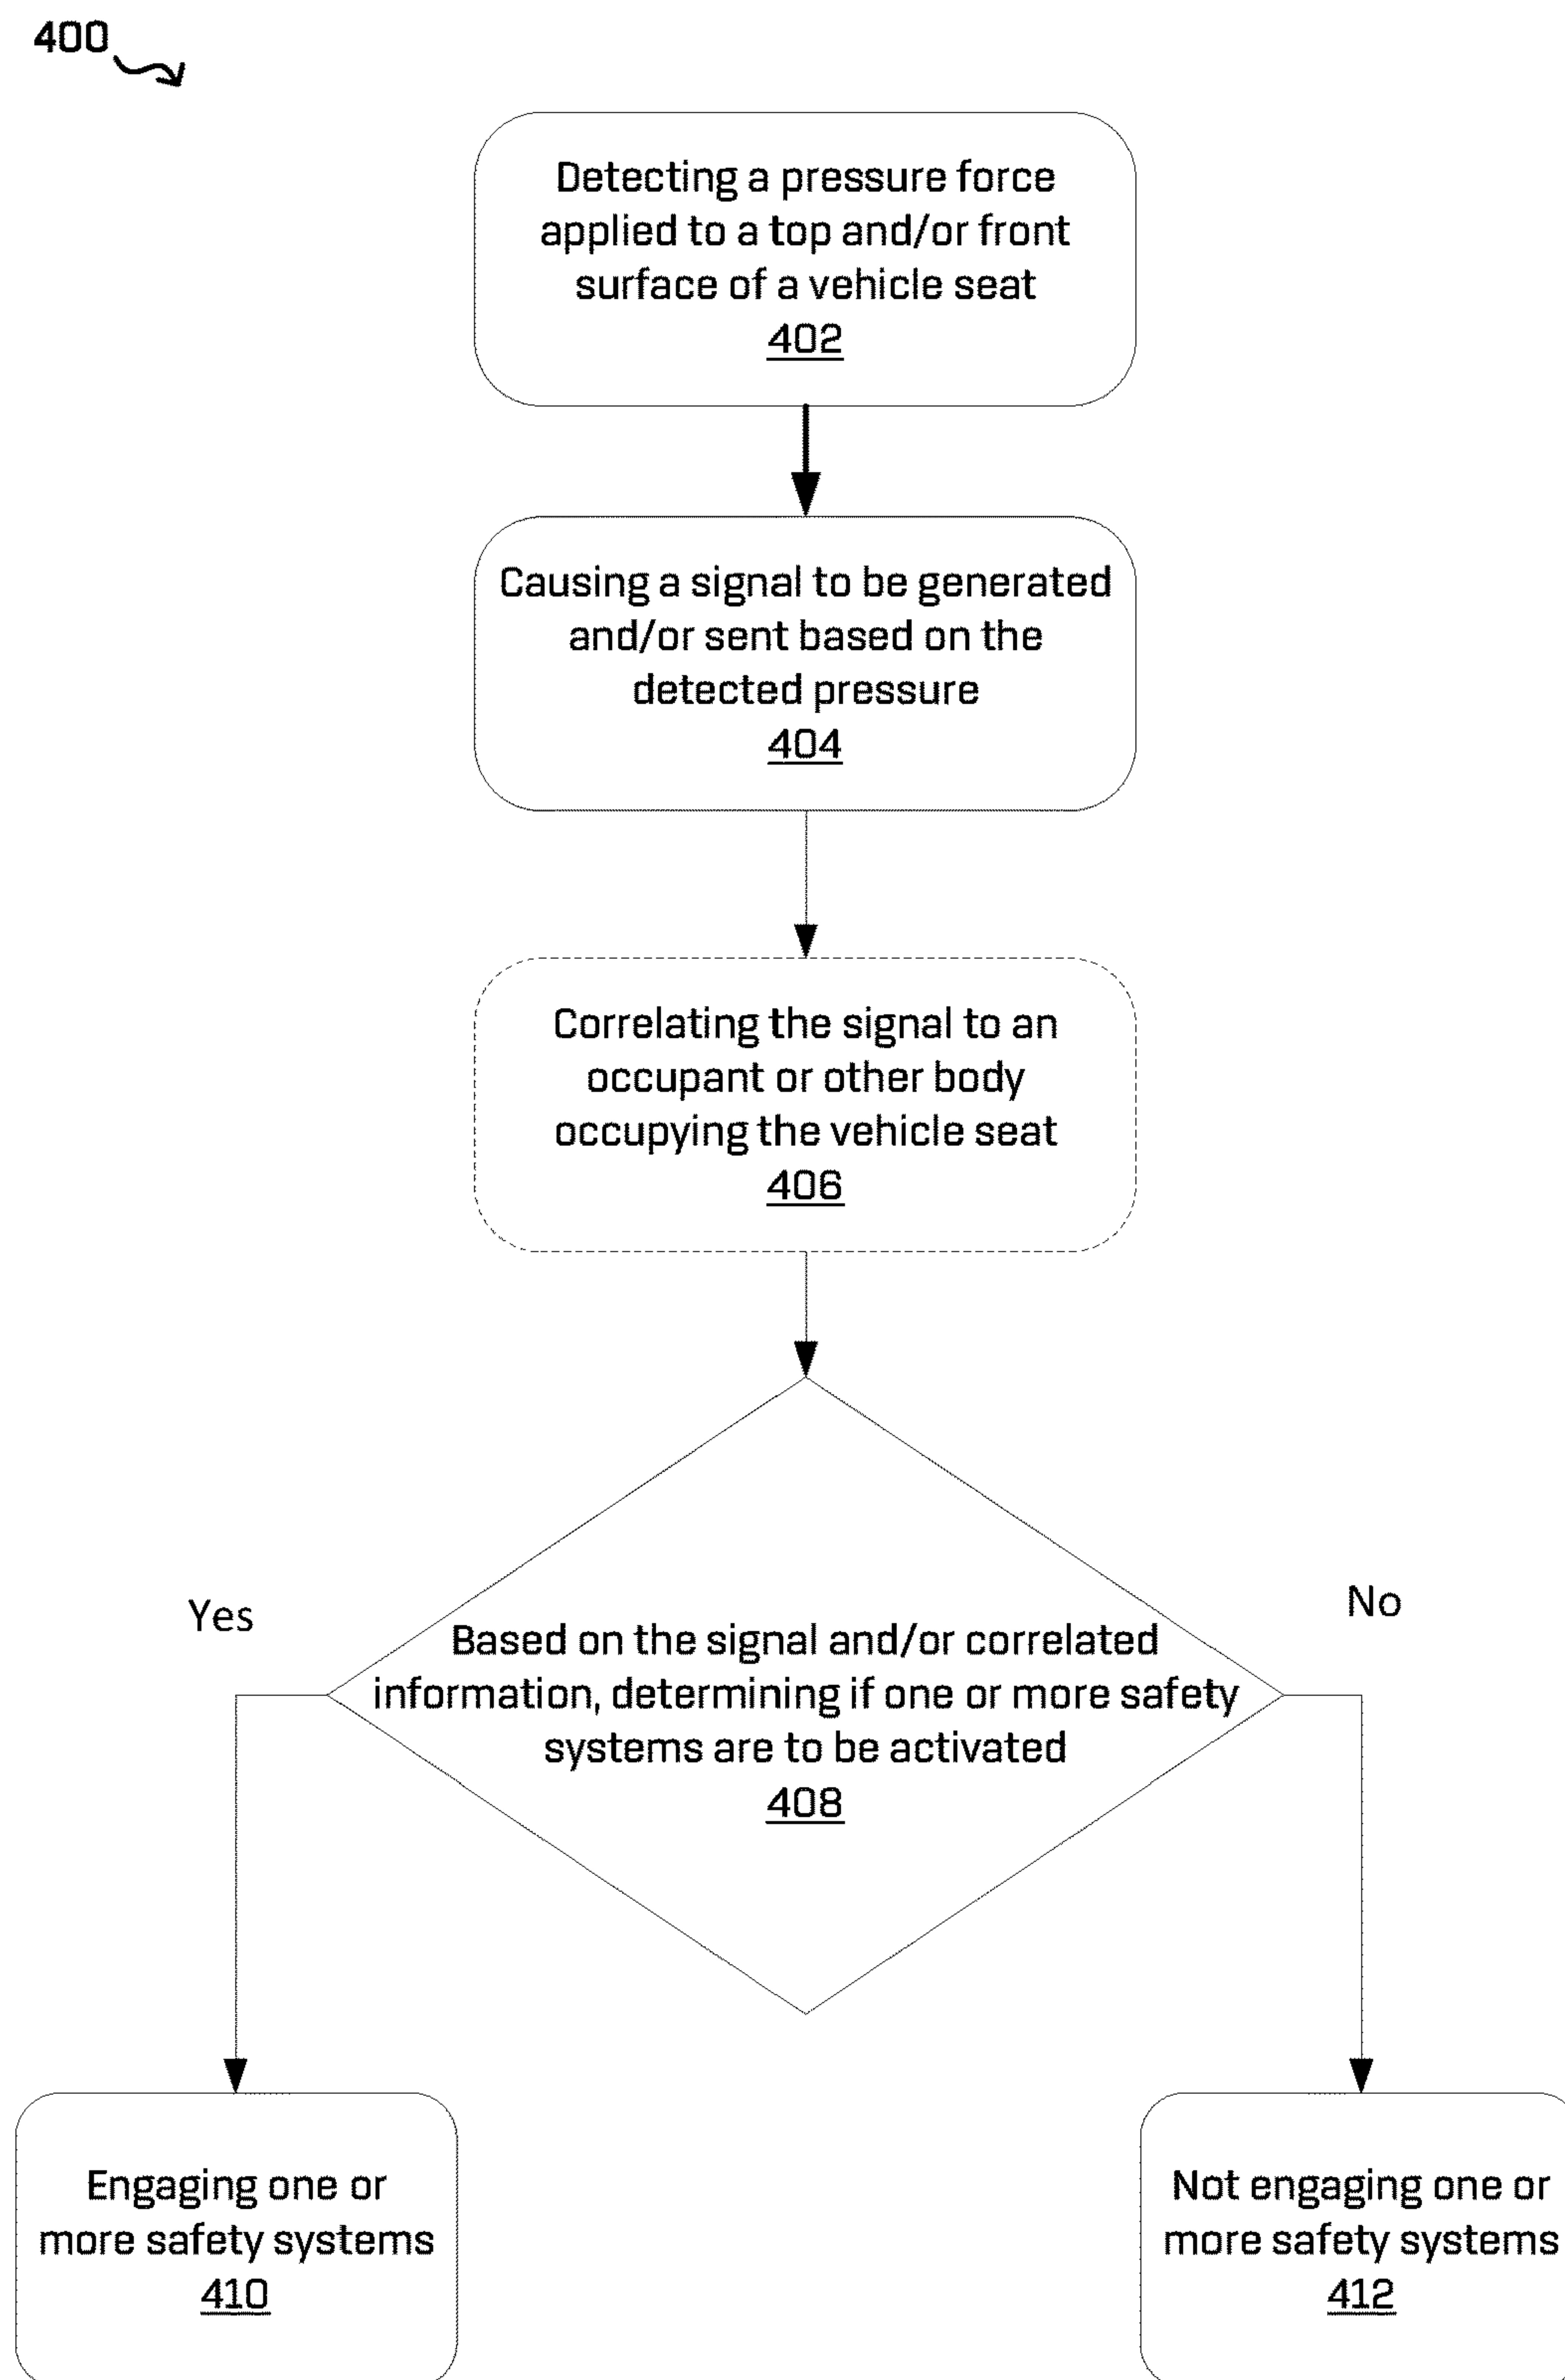 400
Detecting a pressure force
applied to a top and/or front
surface of a vehicle seat
402
Causing a signal to be generated
and/or sent based on the
detected pressure
404
Correlating the signal to an
occupant or other body
occupying the vehicle seat
406
Yes
No
Based on the signal and/or correlated
information, determining if one or more safety
systems are to be activated
408
Engaging one or
more safety systems
410
Not engaging one or
more safety systems
412